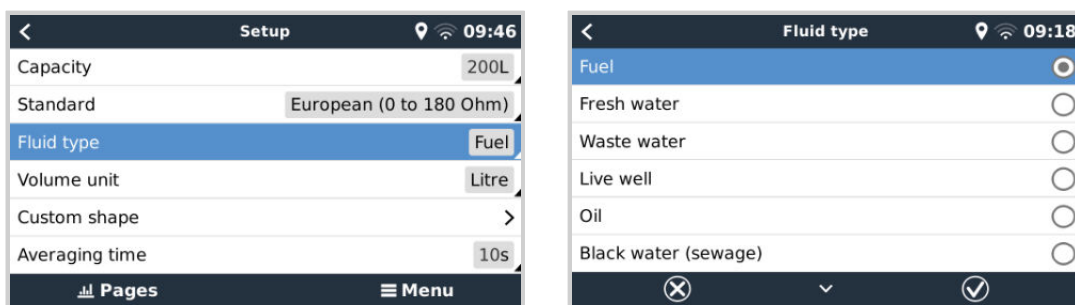 Setup 09:46
Capacity 200L
Standard European (0 to 180 Ohm)
Fluid type Fuel
Volume unit Litre
Custom shape
Averaging time 10s
Pages Menu
Fluid type 09:18
Fuel
Fresh water
Waste water
Live well
Oil
Black water (sewage)